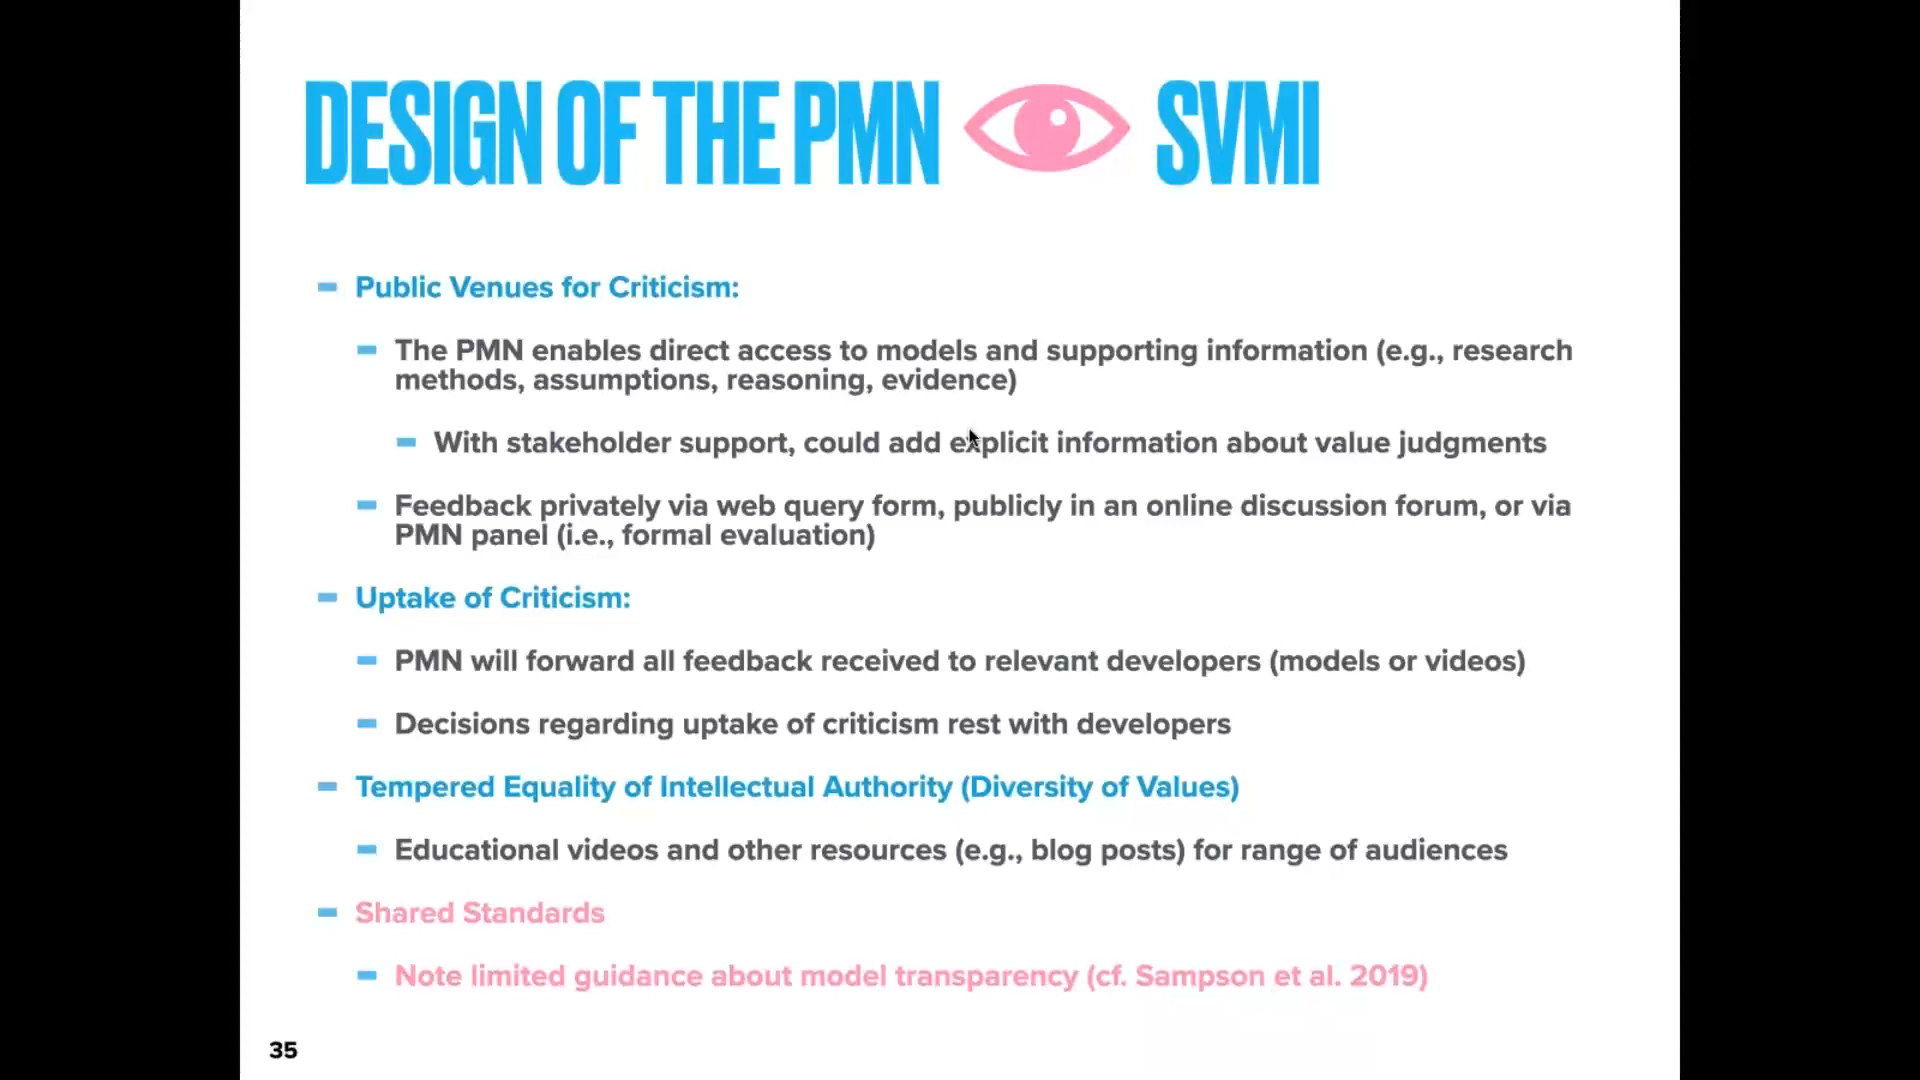 DESIGN OF THE PMN SVMI
Public Venues for Criticism:
The PMN enables direct access to models and supporting information (e.g., research
methods, assumptions, reasoning, evidence)
With stakeholder support, could add explicit information about value judgments
Feedback privately via web query form, publicly in an online discussion forum, or via
PMN panel (i.e., formal evaluation)
Uptake of Criticism:
PMN will forward all feedback received to relevant developers (models or videos)
Decisions regarding uptake of criticism rest with developers
Tempered Equality of Intellectual Authority (Diversity of Values)
Educational videos and other resources (e.g., blog posts) for range of audiences
Shared Standards
Note limited guidance about model transparency (cf. Sampson et al. 2019)
35